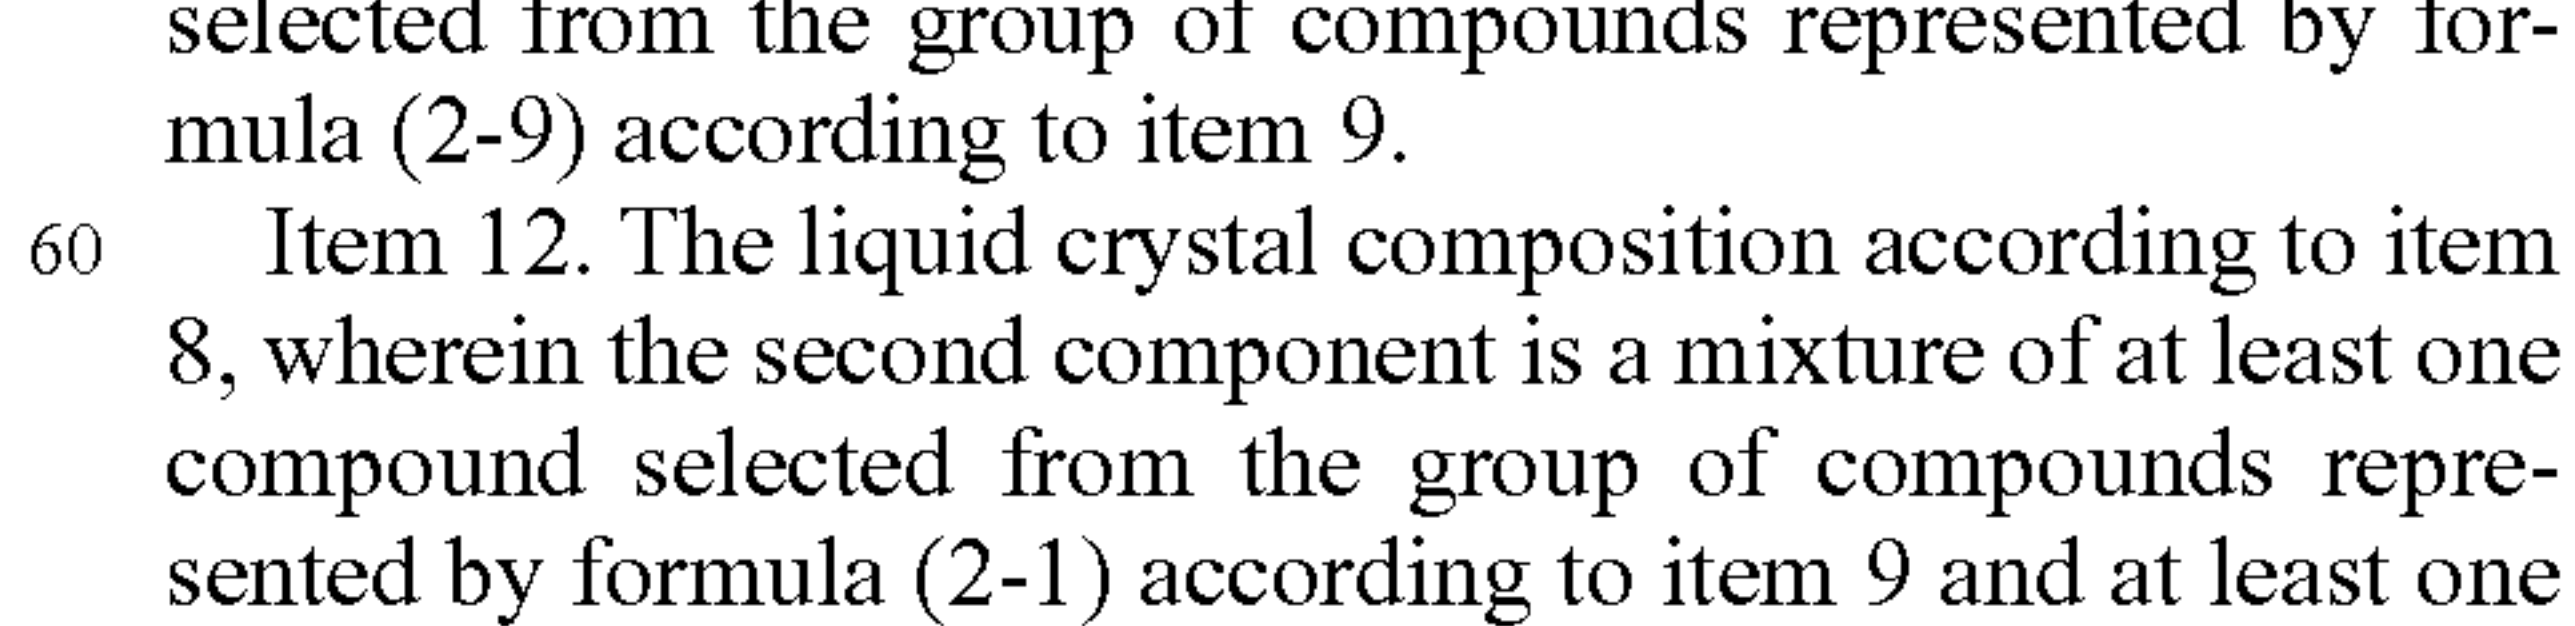 selected from the group of compounds represented by for-
mula (2-9) according to item 9.
60 Item 12. The liquid crystal composition according to item
8, wherein the second component is a mixture of at least one
compound selected from the group of compounds repre-
sented by formula (2-1) according to item 9 and at least one